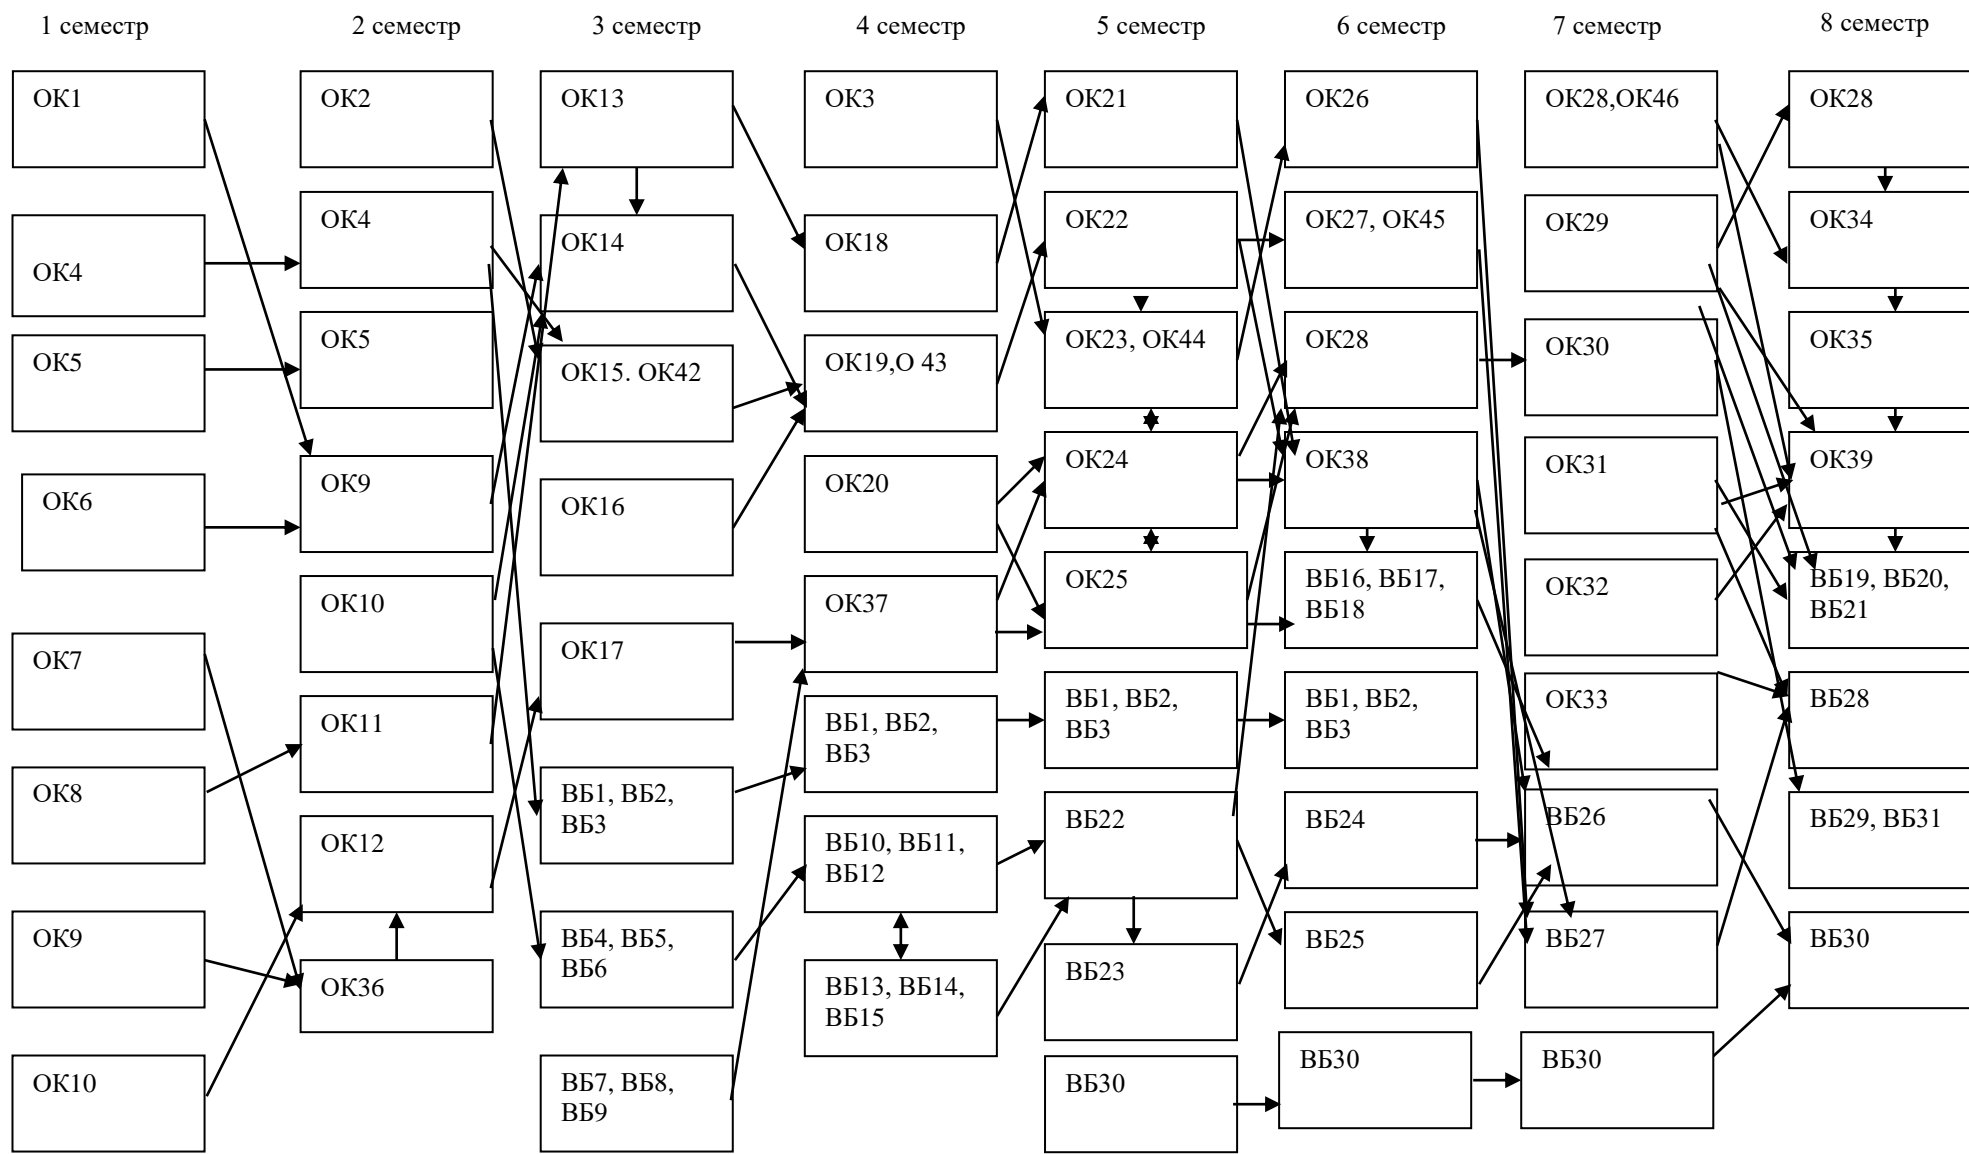 1 семестр
2 семестр
3 семестр
4 семестр
5 семестр
6 семестр
7 семестр
8 семестр
ОК1
ОК4
ОК5
ОК6
ОК7
ОК8
ОК9
ОК10
ОК2
ОК4
ОК5
ОК9
ОК10
ОК11
ОК12
ОК36
ОК13
ОК14
ОК15. ОК42
ОК16
ОК17
ВБ1, ВБ2,
ВБ3
ВБ4, ВБ5,
ВБ6
ВБ7, ВБ8,
ВБ9
ОК3
ОК18
ОК19,О 43
ОК20
ОК37
ВБ1, ВБ2,
ВБ3
ВБ10, ВБ11,
ВБ12
ВБ13, ВБ14,
ВБ15
ОК21
ОК22
ОК23, ОК44
ОК24
ОК25
ВБ1, ВБ2,
ВБ3
ВБ22
ВБ23
ВБ30
ОК26
ОК27, ОК45
ОК28
ОК38
ВБ16, ВБ17,
ВБ18
ВБ1, ВБ2,
ВБ3
ВБ24
ВБ25
ВБ30
ОК28,ОК46
ОК29
ОК30
ОК31
ОК32
ОК33
ВБ26
ВБ27
ВБ30
ОК28
ОК34
ОК35
ОК39
ВБ19, ВБ20,
ВБ21
ВБ28
ВБ29, ВБ31
ВБ30